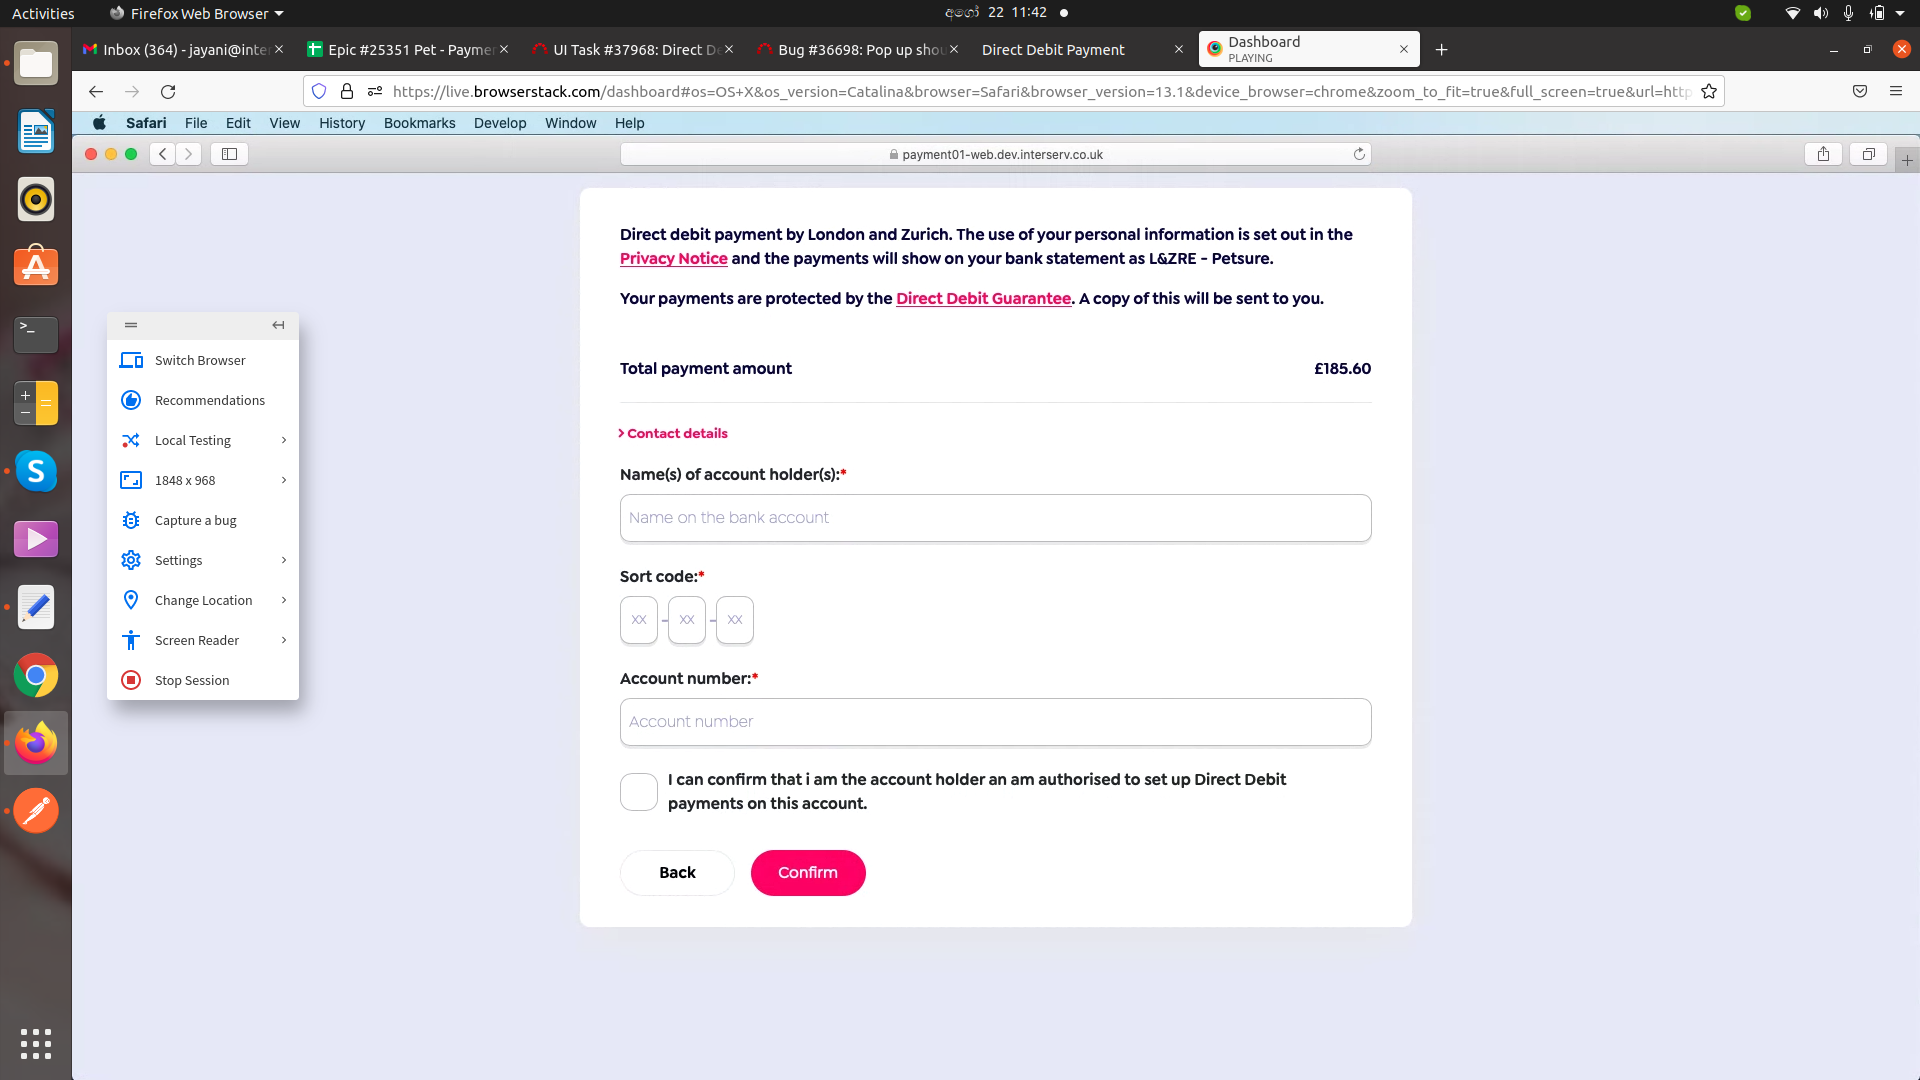 Activities
Firefox Web Browser
අගෝ 22 11:42
Inbox (364) - jayani@inte
Epic #25351 Pet - Payme
UI Task #37968: Direct D
Bug #36698: Pop up shou
Direct Debit Payment
Dashboard
PLAYING
https://live.browserstack.com/dashboard#os=OS+X&os_version=Catalina&browser=Safari&browser_version=13.1&device_browser=chrome&zoom_to_fit=true&full_screen=true&url=http
Safari File Edit View History Bookmarks Develop Window Help
payment01-web.dev.interserv.co.uk
Direct debit payment by London and Zurich. The use of your personal information is set out in the
Privacy Notice and the payments will show on your bank statement as L&ZRE - Petsure.
Your payments are protected by the Direct Debit Guarantee. A copy of this will be sent to you.
Total payment amount £185.60
Contact details
Name(s) of account holder(s):*
Name on the bank account
Sort code:*
XX - XX - XX
Account number:*
Account number
I can confirm that i am the account holder an am authorised to set up Direct Debit
payments on this account.
Back Confirm
Switch Browser
Recommendations
Local Testing
1848 x 968
Capture a bug
Settings
Change Location
Screen Reader
Stop Session